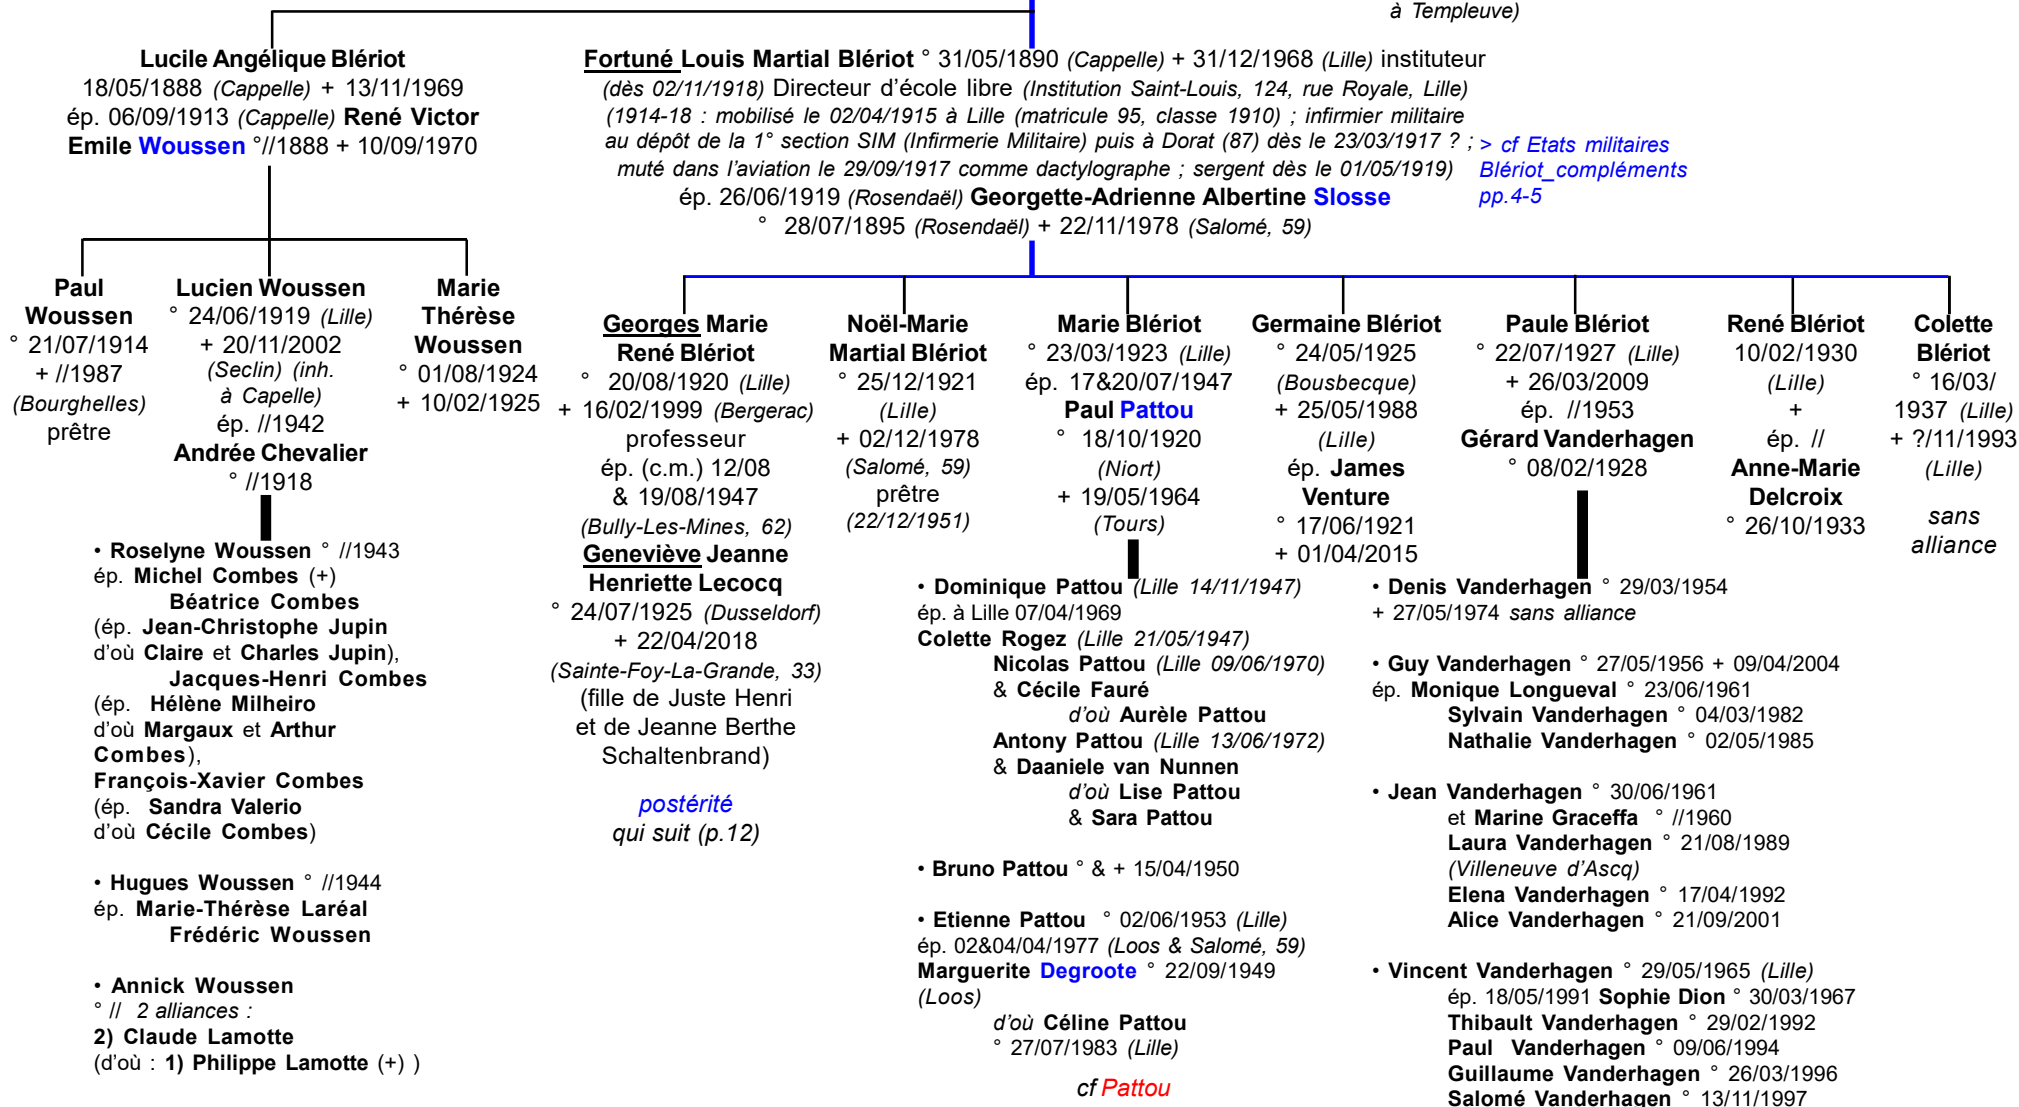 à Templeuve)
Lucile Angélique Blériot
18/05/1888 (Cappelle) + 13/11/1969
ép. 06/09/1913 (Cappelle) René Victor
Emile Woussen °//1888 + 10/09/1970
Fortuné Louis Martial Blériot ° 31/05/1890 (Cappelle) + 31/12/1968 (Lille) instituteur
(dès 02/11/1918) Directeur d’école libre (Institution Saint-Louis, 124, rue Royale, Lille)
(1914-18 : mobilisé le 02/04/1915 à Lille (matricule 95, classe 1910) ; infirmier militaire
au dépôt de la 1° section SIM (Infirmerie Militaire) puis à Dorat (87) dès le 23/03/1917 ? ;
muté dans l’aviation le 29/09/1917 comme dactylographe ; sergent dès le 01/05/1919)
ép. 26/06/1919 (Rosendaël) Georgette-Adrienne Albertine Slosse
° 28/07/1895 (Rosendaël) + 22/11/1978 (Salomé, 59)
> cf Etats militaires
Blériot_compléments
pp.4-5
Paul
Woussen
° 21/07/1914
+ //1987
(Bourghelles)
prêtre
Lucien Woussen
° 24/06/1919 (Lille)
+ 20/11/2002
(Seclin) (inh.
à Capelle)
ép. //1942
Andrée Chevalier
° //1918
Marie
Thérèse
Woussen
° 01/08/1924
+ 10/02/1925
Georges Marie
René Blériot
° 20/08/1920 (Lille)
+ 16/02/1999 (Bergerac)
professeur
ép. (c.m.) 12/08
& 19/08/1947
(Bully-Les-Mines, 62)
Geneviève Jeanne
Henriette Lecocq
° 24/07/1925 (Dusseldorf)
+ 22/04/2018
(Sainte-Foy-La-Grande, 33)
(fille de Juste Henri
et de Jeanne Berthe
Schaltenbrand)
postérité
qui suit (p.12)
Noël-Marie
Martial Blériot
° 25/12/1921
(Lille)
+ 02/12/1978
(Salomé, 59)
prêtre
(22/12/1951)
Marie Blériot
° 23/03/1923 (Lille)
ép. 17&20/07/1947
Paul Pattou
° 18/10/1920
(Niort)
+ 19/05/1964
(Tours)
Germaine Blériot
° 24/05/1925
(Bousbecque)
+ 25/05/1988
(Lille)
ép. James
Venture
° 17/06/1921
+ 01/04/2015
Paule Blériot
° 22/07/1927 (Lille)
+ 26/03/2009
ép. //1953
Gérard Vanderhagen
° 08/02/1928
René Blériot
10/02/1930
(Lille)
+
ép. //
Anne-Marie
Delcroix
° 26/10/1933
Colette
Blériot
° 16/03/
1937 (Lille)
+ ?/11/1993
(Lille)
sans
alliance
• Roselyne Woussen ° //1943
ép. Michel Combes (+)
Béatrice Combes
(ép. Jean-Christophe Jupin
d’où Claire et Charles Jupin),
Jacques-Henri Combes
(ép. Hélène Milheiro
d’où Margaux et Arthur
Combes),
François-Xavier Combes
(ép. Sandra Valerio
d’où Cécile Combes)
• Hugues Woussen ° //1944
ép. Marie-Thérèse Laréal
Frédéric Woussen
• Annick Woussen
° // 2 alliances :
2) Claude Lamotte
(d’où : 1) Philippe Lamotte (+) )
• Dominique Pattou (Lille 14/11/1947)
ép. à Lille 07/04/1969
Colette Rogez (Lille 21/05/1947)
Nicolas Pattou (Lille 09/06/1970)
& Cécile Fauré
d’où Aurèle Pattou
Antony Pattou (Lille 13/06/1972)
& Daaniele van Nunnen
d’où Lise Pattou
& Sara Pattou
• Bruno Pattou ° & + 15/04/1950
• Etienne Pattou ° 02/06/1953 (Lille)
ép. 02&04/04/1977 (Loos & Salomé, 59)
Marguerite Degroote ° 22/09/1949
(Loos)
d’où Céline Pattou
° 27/07/1983 (Lille)
cf Pattou
• Denis Vanderhagen ° 29/03/1954
+ 27/05/1974 sans alliance
• Guy Vanderhagen ° 27/05/1956 + 09/04/2004
ép. Monique Longueval ° 23/06/1961
Sylvain Vanderhagen ° 04/03/1982
Nathalie Vanderhagen ° 02/05/1985
• Jean Vanderhagen ° 30/06/1961
et Marine Graceffa ° //1960
Laura Vanderhagen ° 21/08/1989
(Villeneuve d’Ascq)
Elena Vanderhagen ° 17/04/1992
Alice Vanderhagen ° 21/09/2001
• Vincent Vanderhagen ° 29/05/1965 (Lille)
ép. 18/05/1991 Sophie Dion ° 30/03/1967
Thibault Vanderhagen ° 29/02/1992
Paul Vanderhagen ° 09/06/1994
Guillaume Vanderhagen ° 26/03/1996
Salomé Vanderhagen ° 13/11/1997